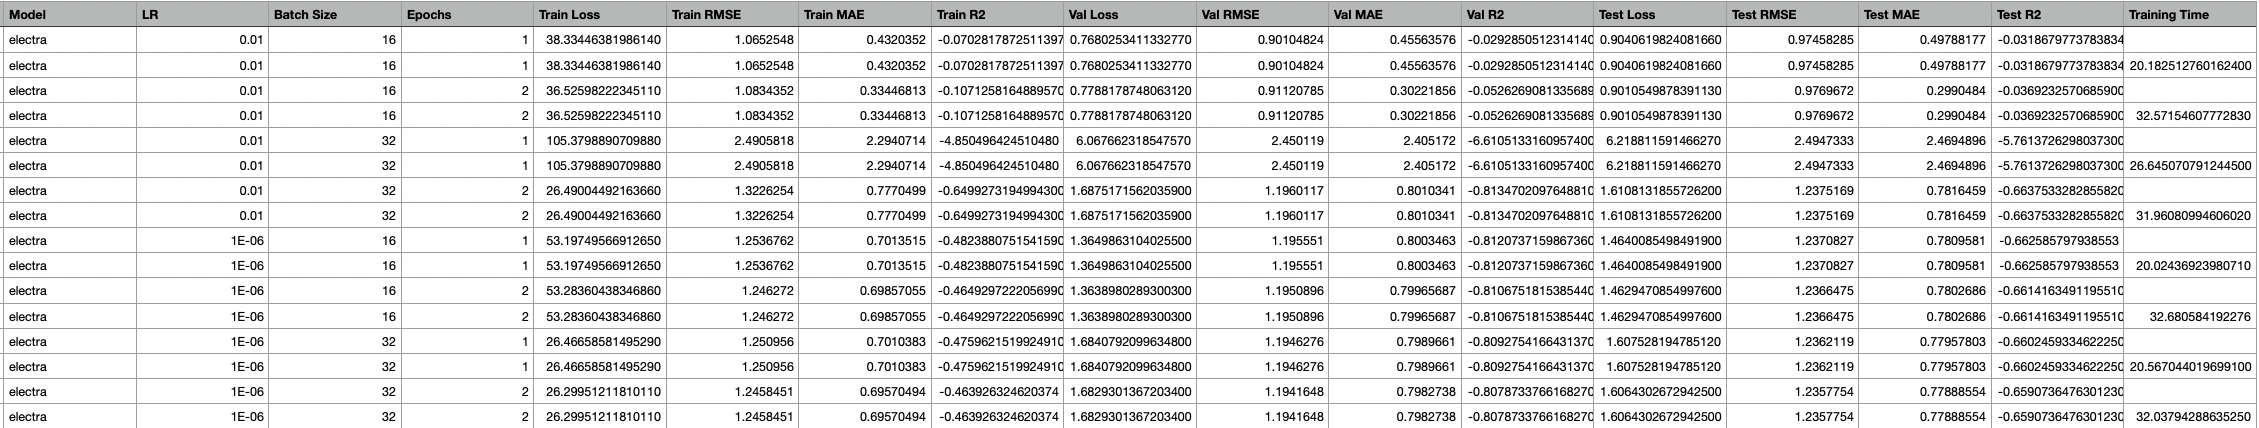 Model LR Batch Size Epochs Train Loss Train RMSE Train MAE Train R2 Val Loss Val RMSE Val MAE Val R2 Test Loss Test RMSE Test MAE Test R2 Training Time
electra 0.01 16 1 38.33446381986140 1.0652548 0.4320352 -0.0702817872511397 0.7680253411332770 0.90104824 0.45563576 -0.0292850512314140 0.9040619824081660 0.97458285 0.49788177 -0.0318679773783834
electra 0.01 16 1 38.33446381986140 1.0652548 0.4320352 -0.0702817872511397 0.7680253411332770 0.90104824 0.45563576 -0.0292850512314140 0.9040619824081660 0.97458285 0.49788177 -0.0318679773783834 20.182512760162400
electra 0.01 16 2 36.52598222345110 1.0834352 0.33446813 -0.1071258164889570 0.7788178748063120 0.91120785 0.30221856 -0.0526269081335689 0.9010549878391130 0.9769672 0.2990484 -0.0369232570685900
electra 0.01 16 2 36.52598222345110 1.0834352 0.33446813 -0.1071258164889570 0.7788178748063120 0.91120785 0.30221856 -0.0526269081335689 0.9010549878391130 0.9769672 0.2990484 -0.0369232570685900 32.57154607772830
electra 0.01 32 1 105.3798890709880 2.4905818 2.2940714 -4.850496424510480 6.067662318547570 2.450119 2.405172 -6.6105133160957400 6.218811591466270 2.4947333 2.4694896 -5.7613726298037300
electra 0.01 32 1 105.3798890709880 2.4905818 2.2940714 -4.850496424510480 6.067662318547570 2.450119 2.405172 -6.6105133160957400 6.218811591466270 2.4947333 2.4694896 -5.7613726298037300 26.645070791244500
electra 0.01 32 2 26.49004492163660 1.3226254 0.7770499 -0.6499273194994300 1.6875171562035900 1.1960117 0.8010341 -0.8134702097648810 1.6108131855726200 1.2375169 0.7816459 -0.6637533282855820
electra 0.01 32 2 26.49004492163660 1.3226254 0.7770499 -0.6499273194994300 1.6875171562035900 1.1960117 0.8010341 -0.8134702097648810 1.6108131855726200 1.2375169 0.7816459 -0.6637533282855820 31.96080994606020
electra 1E-06 16 1 53.19749566912650 1.2536762 0.7013515 -0.4823880751541590 1.3649863104025500 1.195551 0.8003463 -0.8120737159867360 1.4640085498491900 1.2370827 0.7809581 -0.662585797938553
electra 1E-06 16 1 53.19749566912650 1.2536762 0.7013515 -0.4823880751541590 1.3649863104025500 1.195551 0.8003463 -0.8120737159867360 1.4640085498491900 1.2370827 0.7809581 -0.662585797938553 20.02436923980710
electra 1E-06 16 2 53.28360438346860 1.246272 0.69857055 -0.4649297222056990 1.3638980289300300 1.1950896 0.79965687 -0.8106751815385440 1.4629470854997600 1.2366475 0.7802686 -0.6614163491195510
electra 1E-06 16 2 53.28360438346860 1.246272 0.69857055 -0.4649297222056990 1.3638980289300300 1.1950896 0.79965687 -0.8106751815385440 1.4629470854997600 1.2366475 0.7802686 -0.6614163491195510 32.680584192276
electra 1E-06 32 1 26.46658581495290 1.250956 0.7010383 -0.4759621519924910 1.6840792099634800 1.1946276 0.7989661 -0.8092754166431370 1.607528194785120 1.2362119 0.77957803 -0.6602459334622250
electra 1E-06 32 1 26.46658581495290 1.250956 0.7010383 -0.4759621519924910 1.6840792099634800 1.1946276 0.7989661 -0.8092754166431370 1.607528194785120 1.2362119 0.77957803 -0.6602459334622250 20.567044019699100
electra 1E-06 32 2 26.29951211810110 1.2458451 0.69570494 -0.463926324620374 1.6829301367203400 1.1941648 0.7982738 -0.8078733766168270 1.6064302672942500 1.2357754 0.77888554 -0.6590736476301230
electra 1E-06 32 2 26.29951211810110 1.2458451 0.69570494 -0.463926324620374 1.6829301367203400 1.1941648 0.7982738 -0.8078733766168270 1.6064302672942500 1.2357754 0.77888554 -0.6590736476301230 32.03794288635250